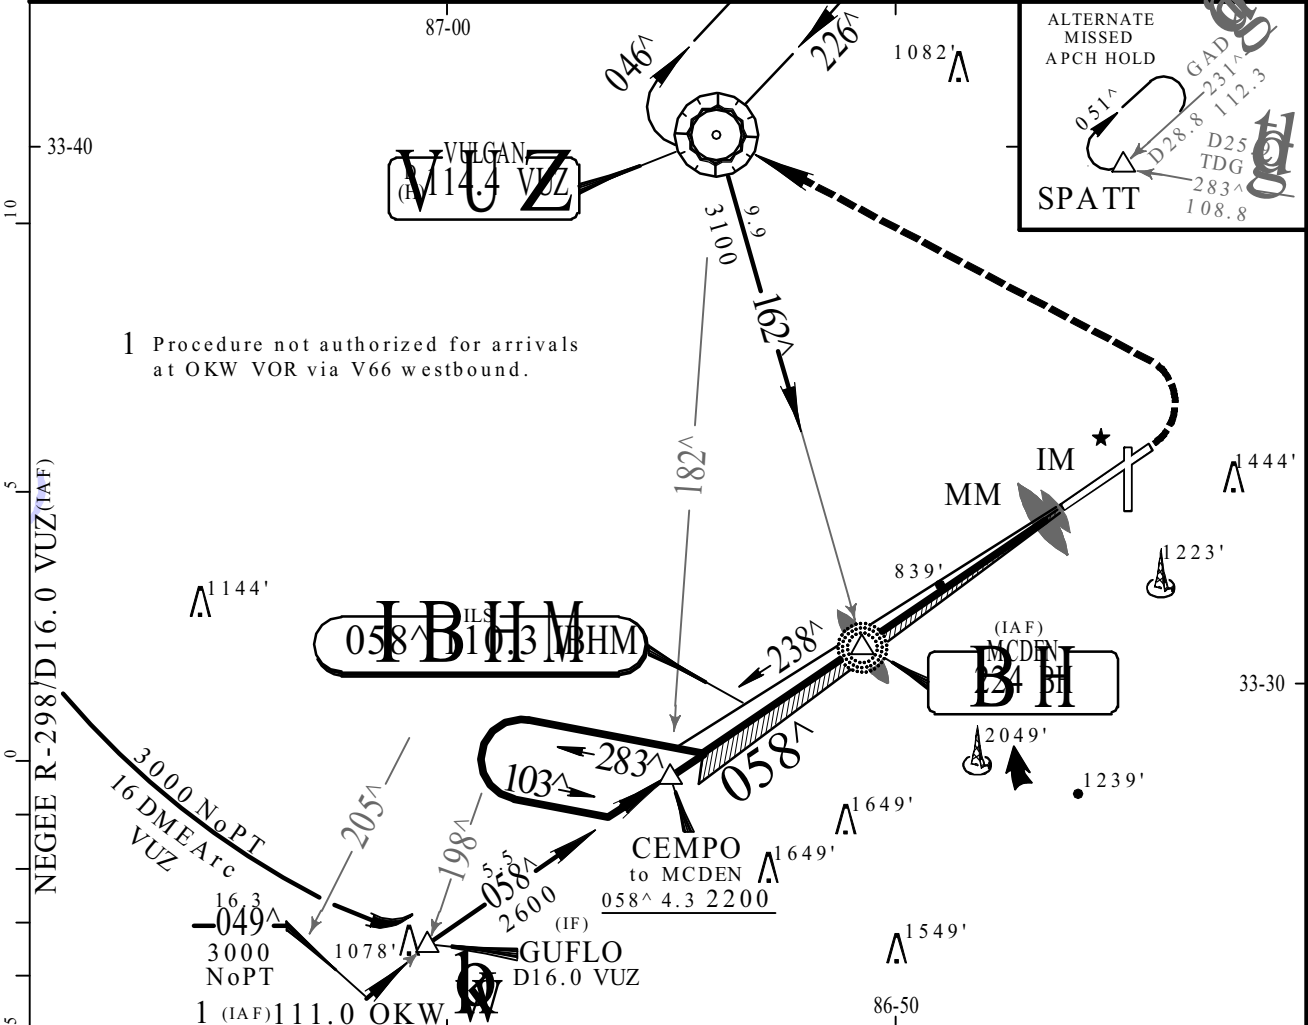 87-00
046^
226^
1082'
ALTERNATE
MISSED
APCH HOLD
GAD
231^
112.3
051^
D28.8
TDG
283^
108.8
SPATT
33-40
VULCAN
(H) 114.4 VUZ
V U Z
10
9.9
3100
162^
1 Procedure not authorized for arrivals
at OKW VOR via V66 westbound.
182^
IM
MM
1444'
5
NEGEE R-298/D16.0 VUZ (IAF)
1223'
839'
1144'
ILS
058^ 110.3 IBHM
I B H M
238^
(IAF)
MCDEN
224 BH
B H
33-30
2049'
1239'
0
283^
103^
058^
3000 NoPT
16 DME Arc
VUZ
205^
198^
1649'
CEMPO
to MCDEN
058^ 4.3 2200
1649'
5.5
058^
2600
16.3
049^
3000
NoPT
1078'
(IF)
GUFLO
D16.0 VUZ
1549'
86-50
1 (IAF) 111.0 OKW
5